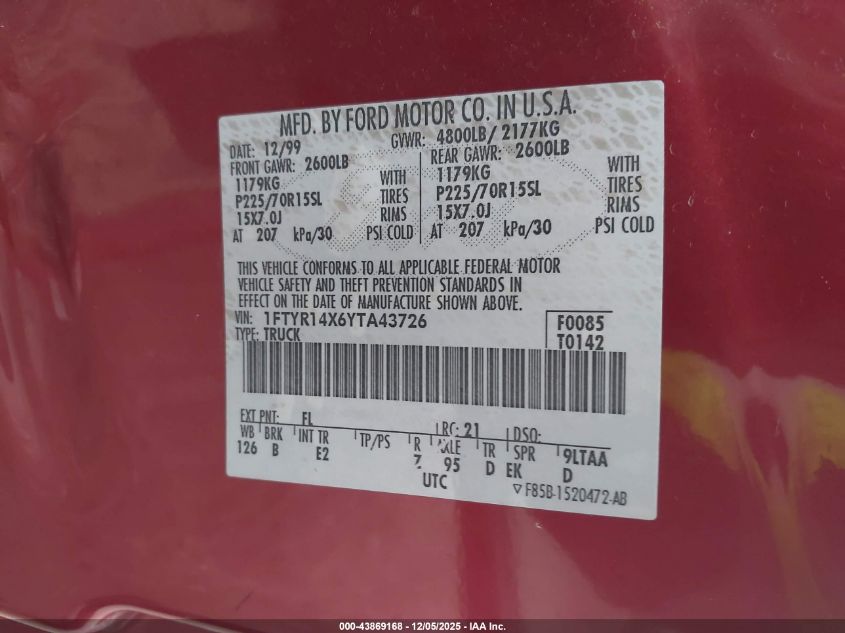 MFD. BY FORD MOTOR CO. IN U.S.A.
DATE: 12/99 GVWR: 4800LB/ 2177KG
FRONT GAWR: 2600LB REAR GAWR: 2600LB
1179KG WITH 1179KG WITH
P225/70R15SL TIRES P225/70R15SL TIRES
15X7.0J RIMS 15X7.0J RIMS
AT 207 kPa/30 PSI COLD AT 207 kPa/30 PSI COLD
THIS VEHICLE CONFORMS TO ALL APPLICABLE FEDERAL MOTOR
VEHICLE SAFETY AND THEFT PREVENTION STANDARDS IN
EFFECT ON THE DATE OF MANUFACTURE SHOWN ABOVE.
VIN: 1FTYR14X6YTA43726 F0085
TYPE: TRUCK T0142
EXT PNT: FL RC: 21 DSO:
WB BRK INT TR TP/PS R AXLE TR SPR 9LTAA
126 B E2 7 95 D EK D
UTC ▽ F85B-1520472-AB
000-43869168 - 12/05/2025 - IAA Inc.